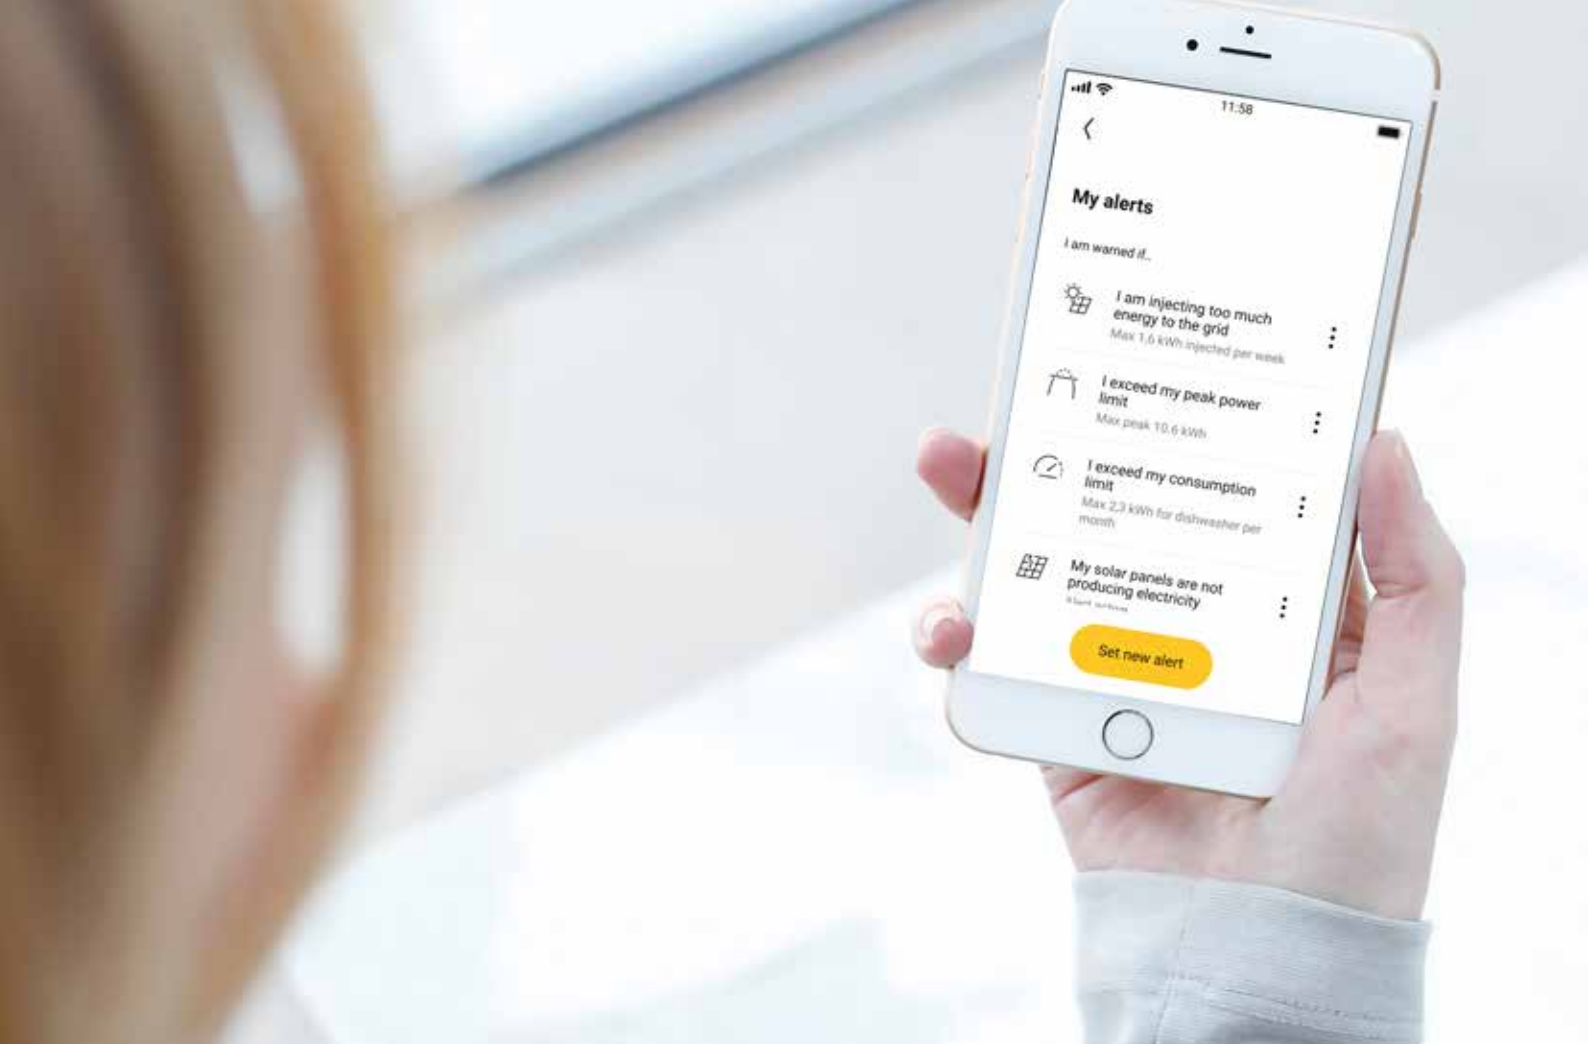 11:58
My alerts
I am warned if..
I am injecting too much
energy to the grid
Max 1,6 kWh injected per week
I exceed my peak power
limit
Max peak 10.6 kWh
I exceed my consumption
limit
Max 2,3 kWh for dishwasher per
month
My solar panels are not
producing electricity
Set new alert